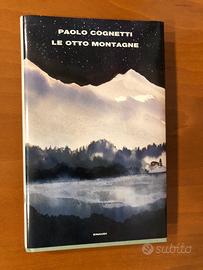 PAOLO COGNETTI
LE OTTO MONTAGNE
EINAUDI
subito